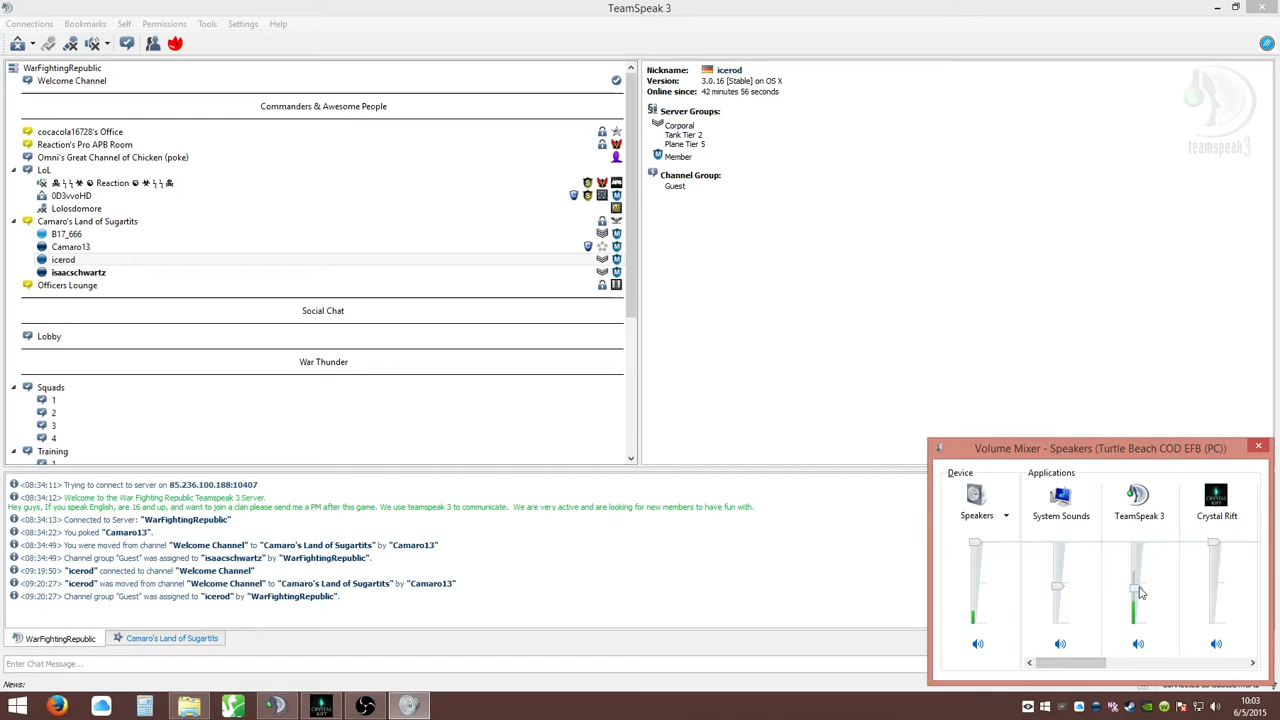 TeamSpeak 3
Connections Bookmarks Self Permissions Tools Settings Help
WarFightingRepublic
Welcome Channel
Commanders & Awesome People
cocacola16728's Office
Reaction's Pro APB Room
Omni's Great Channel of Chicken (poke)
LoL
Reaction
0D3vvoHD
Lolosdomore
Camaro's Land of Sugartits
B17_666
Camaro13
icerod
isaacschwartz
Officers Lounge
Social Chat
Lobby
War Thunder
Squads
1
2
3
4
Training
Nickname: icerod
Version: 3.0.16 [Stable] on OS X
Online since: 42 minutes 56 seconds
Server Groups:
Corporal
Tank Tier 2
Plane Tier 5
Member
Channel Group:
Guest
teamspeak3
<08:34:11> Trying to connect to server on 85.236.100.188:10407
<08:34:12> Welcome to the War Fighting Republic Teamspeak 3 Server.
Hey guys, If you speak English, are 16 and up, and want to join a clan please send me a PM after this game. We use teamspeak 3 to communicate. We are very active and are looking for new members to have fun with.
<08:34:13> Connected to Server: "WarFightingRepublic"
<08:34:22> You poked "Camaro13".
<08:34:49> You were moved from channel "Welcome Channel" to "Camaro's Land of Sugartits" by "Camaro13"
<08:34:49> Channel group "Guest" was assigned to "isaacschwartz" by "WarFightingRepublic".
<09:19:50> "icerod" connected to channel "Welcome Channel"
<09:20:27> "icerod" was moved from channel "Welcome Channel" to "Camaro's Land of Sugartits" by "Camaro13"
<09:20:27> Channel group "Guest" was assigned to "icerod" by "WarFightingRepublic".
WarFightingRepublic Camaro's Land of Sugartits
Enter Chat Message...
News:
Volume Mixer - Speakers (Turtle Beach COD EFB (PC))
Device Applications
Speakers System Sounds TeamSpeak 3 Crystal Rift
10:03
6/5/2015